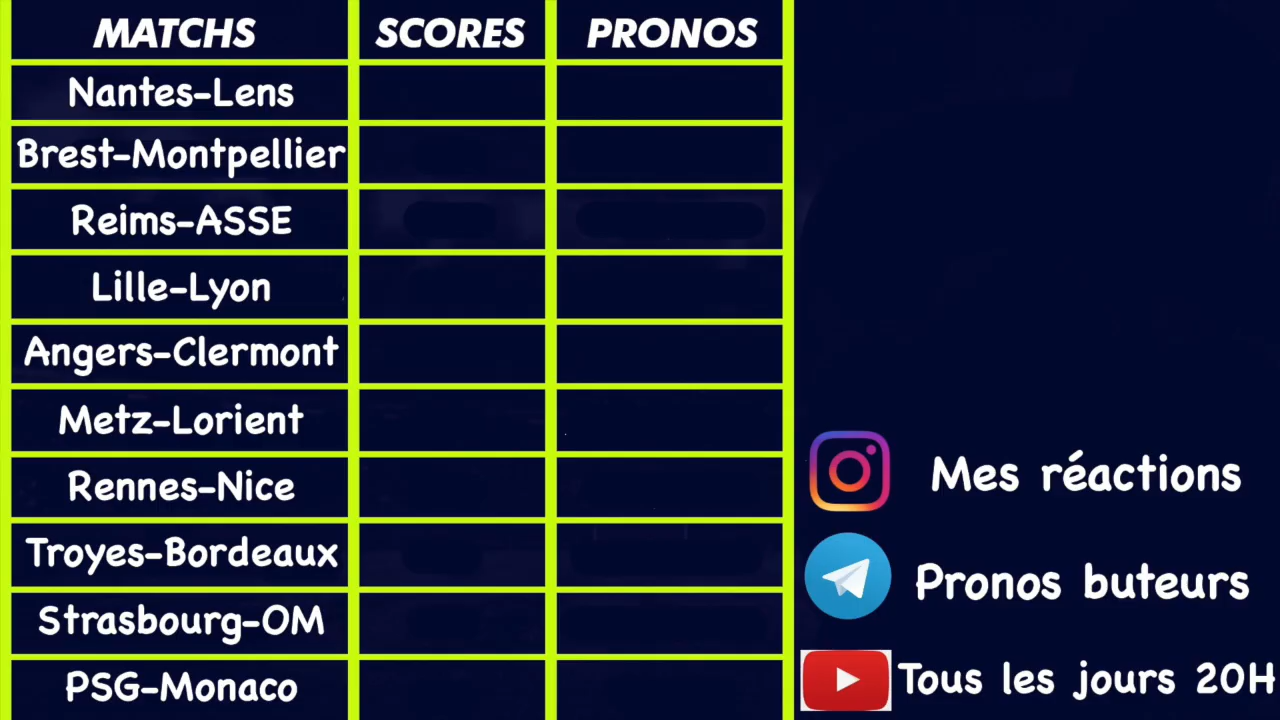 MATCHS SCORES PRONOS
Nantes-Lens
Brest-Montpellier
Reims-ASSE
Lille-Lyon
Angers-Clermont
Metz-Lorient
Rennes-Nice
Troyes-Bordeaux
Strasbourg-OM
PSG-Monaco
Mes réactions
Pronos buteurs
Tous les jours 20H